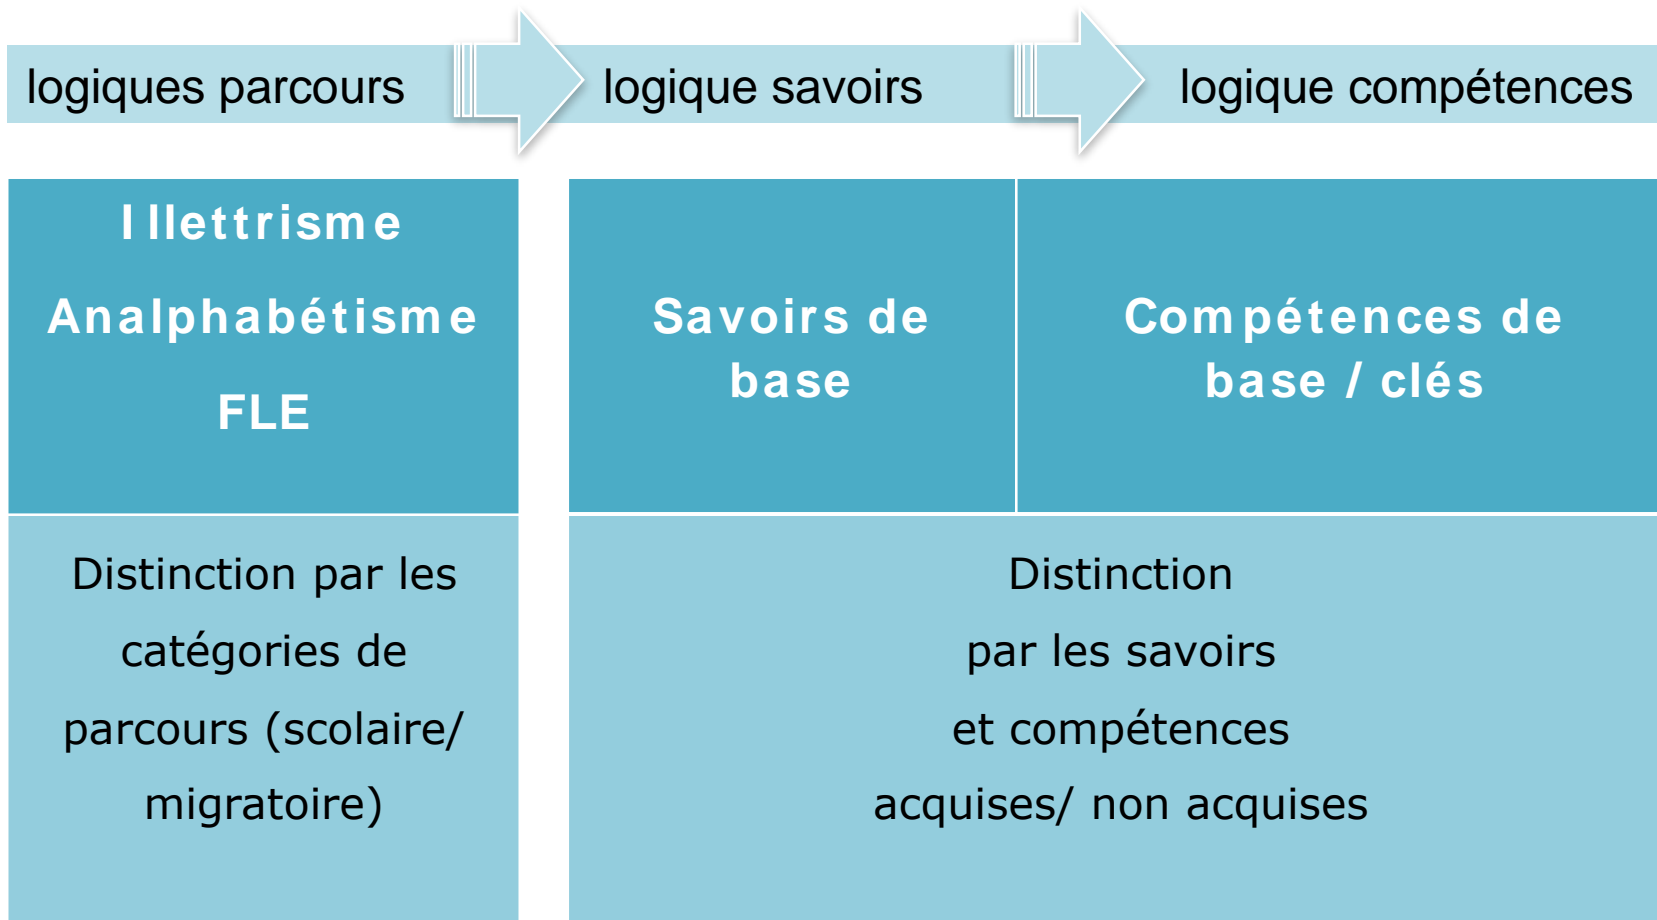 logiques parcours
logique savoirs
logique compétences
Illettrisme
Analphabétisme
FLE
Savoirs de
base
Compétences de
base / clés
Distinction par les
catégories de
parcours (scolaire/
migratoire)
Distinction
par les savoirs
et compétences
acquises/ non acquises